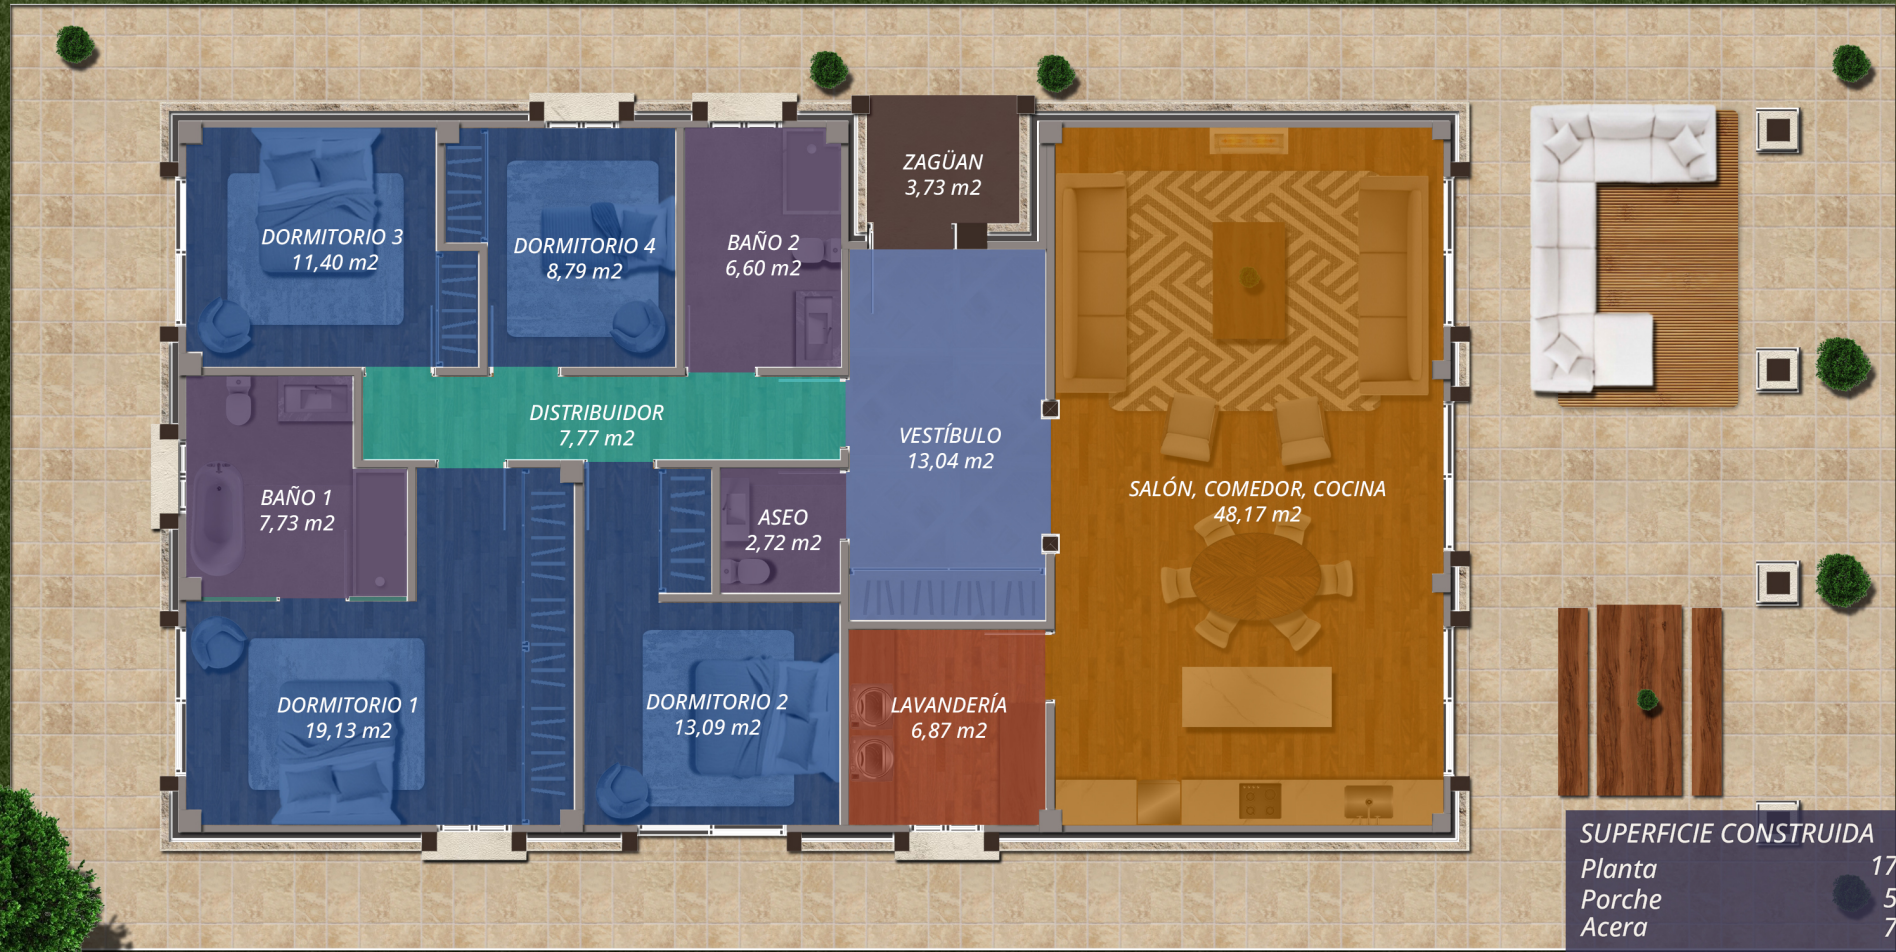 ZAGÜAN
3,73 m2
DORMITORIO 3
11,40 m2
DORMITORIO 4
8,79 m2
BAÑO 2
6,60 m2
DISTRIBUIDOR
7,77 m2
VESTÍBULO
13,04 m2
SALÓN, COMEDOR, COCINA
48,17 m2
BAÑO 1
7,73 m2
ASEO
2,72 m2
DORMITORIO 1
19,13 m2
DORMITORIO 2
13,09 m2
LAVANDERÍA
6,87 m2
SUPERFICIE CONSTRUIDA
Planta 17
Porche 5
Acera 7